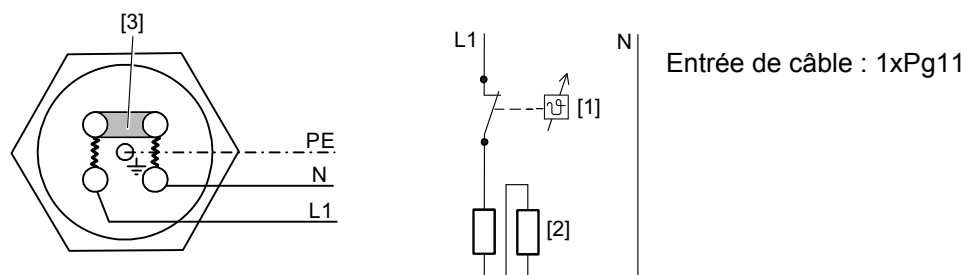 [3]
PE
N
L1
L1
N
ϑ
[1]
[2]
Entrée de câble : 1xPg11